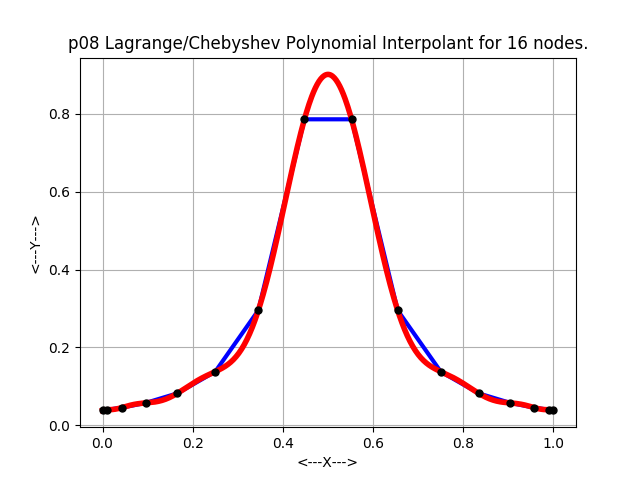 p08 Lagrange/Chebyshev Polynomial Interpolant for 16 nodes.
0.8
0.6
0.4
0.2
0.0
<---Y--->
0.0 0.2 0.4 0.6 0.8 1.0
<---X--->